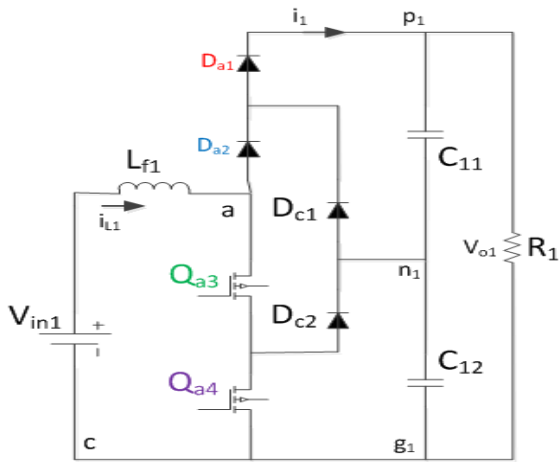 i1
p1
Da1
Da2
Lf1
C11
a
Dc1
iL1
Vo1
R1
Qa3
n1
Vin1
+
Dc2
C12
Qa4
c
g1